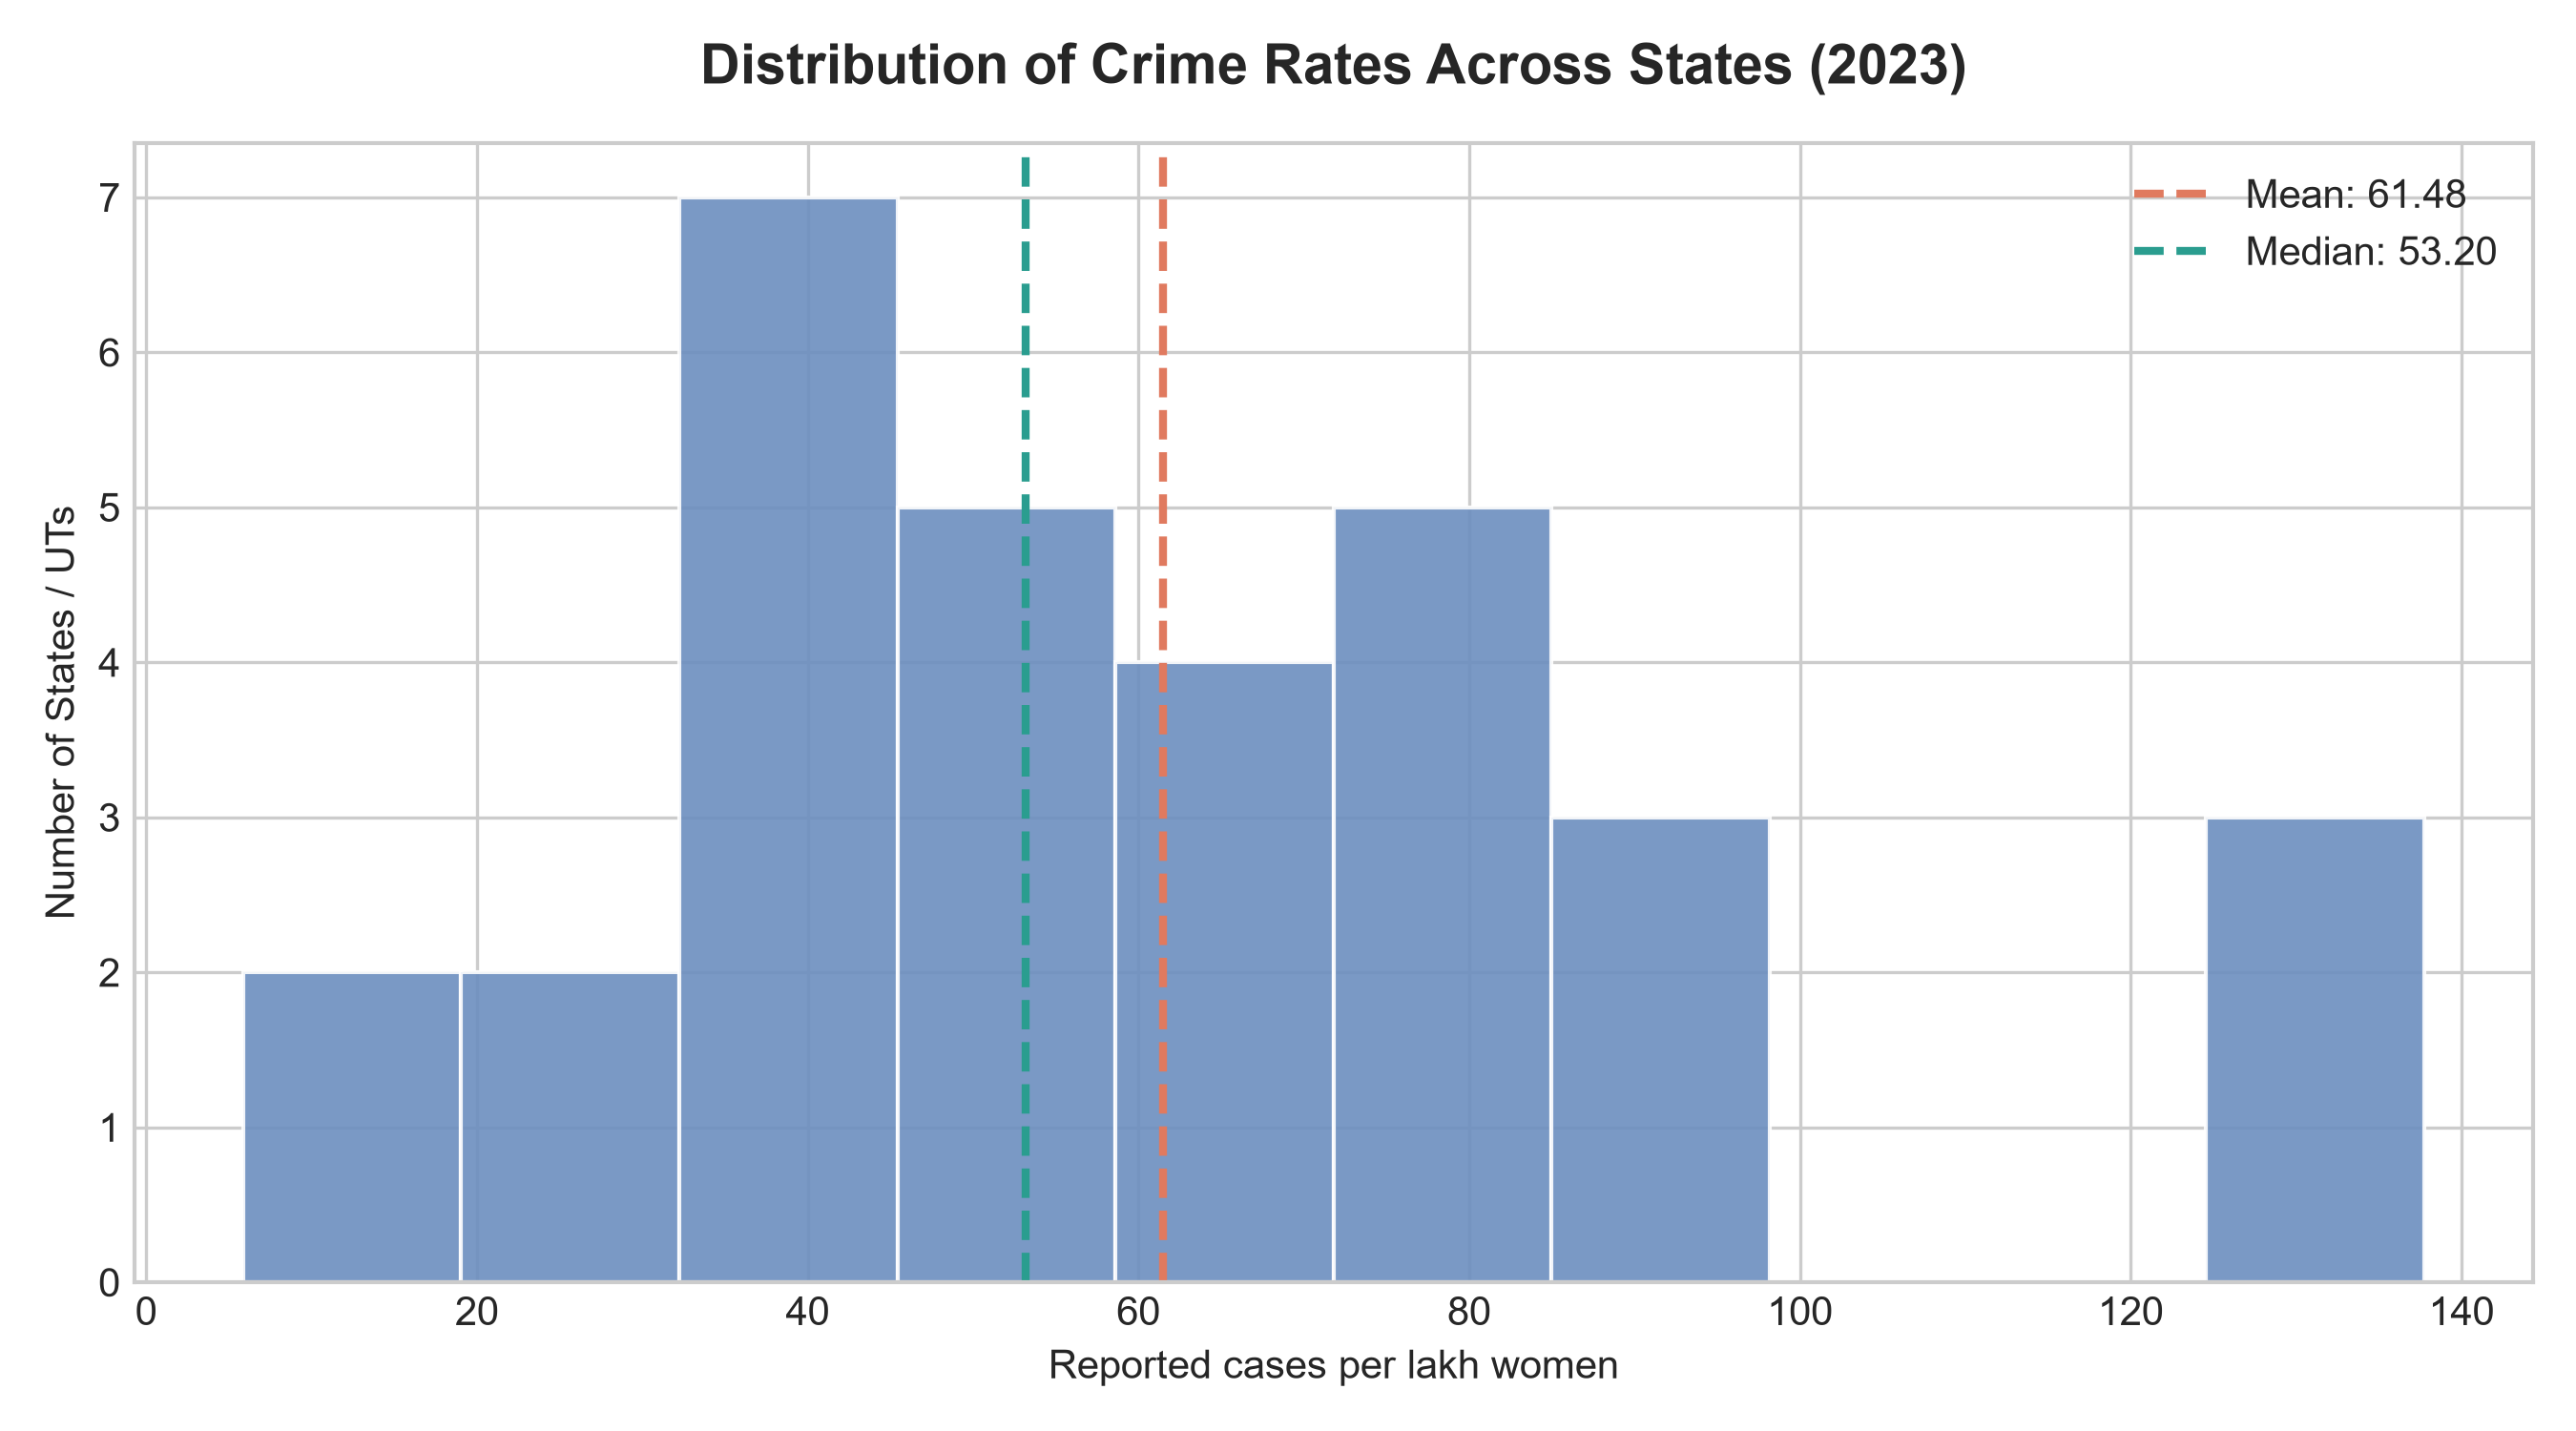 Distribution of Crime Rates Across States (2023)
Mean: 61.48
Median: 53.20
Number of States / UTs
7
6
5
4
3
2
1
0
0 20 40 60 80 100 120 140
Reported cases per lakh women